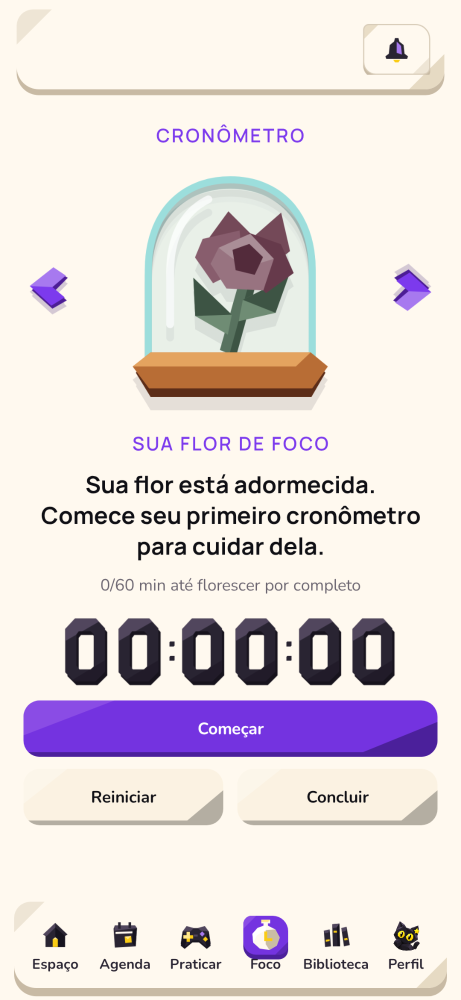 CRONÔMETRO
SUA FLOR DE FOCO
Sua flor está adormecida.
Comece seu primeiro cronômetro
para cuidar dela.
0/60 min até florescer por completo
00:00:00
Começar
Reiniciar
Concluir
Espaço
Agenda
Praticar
Foco
Biblioteca
Perfil